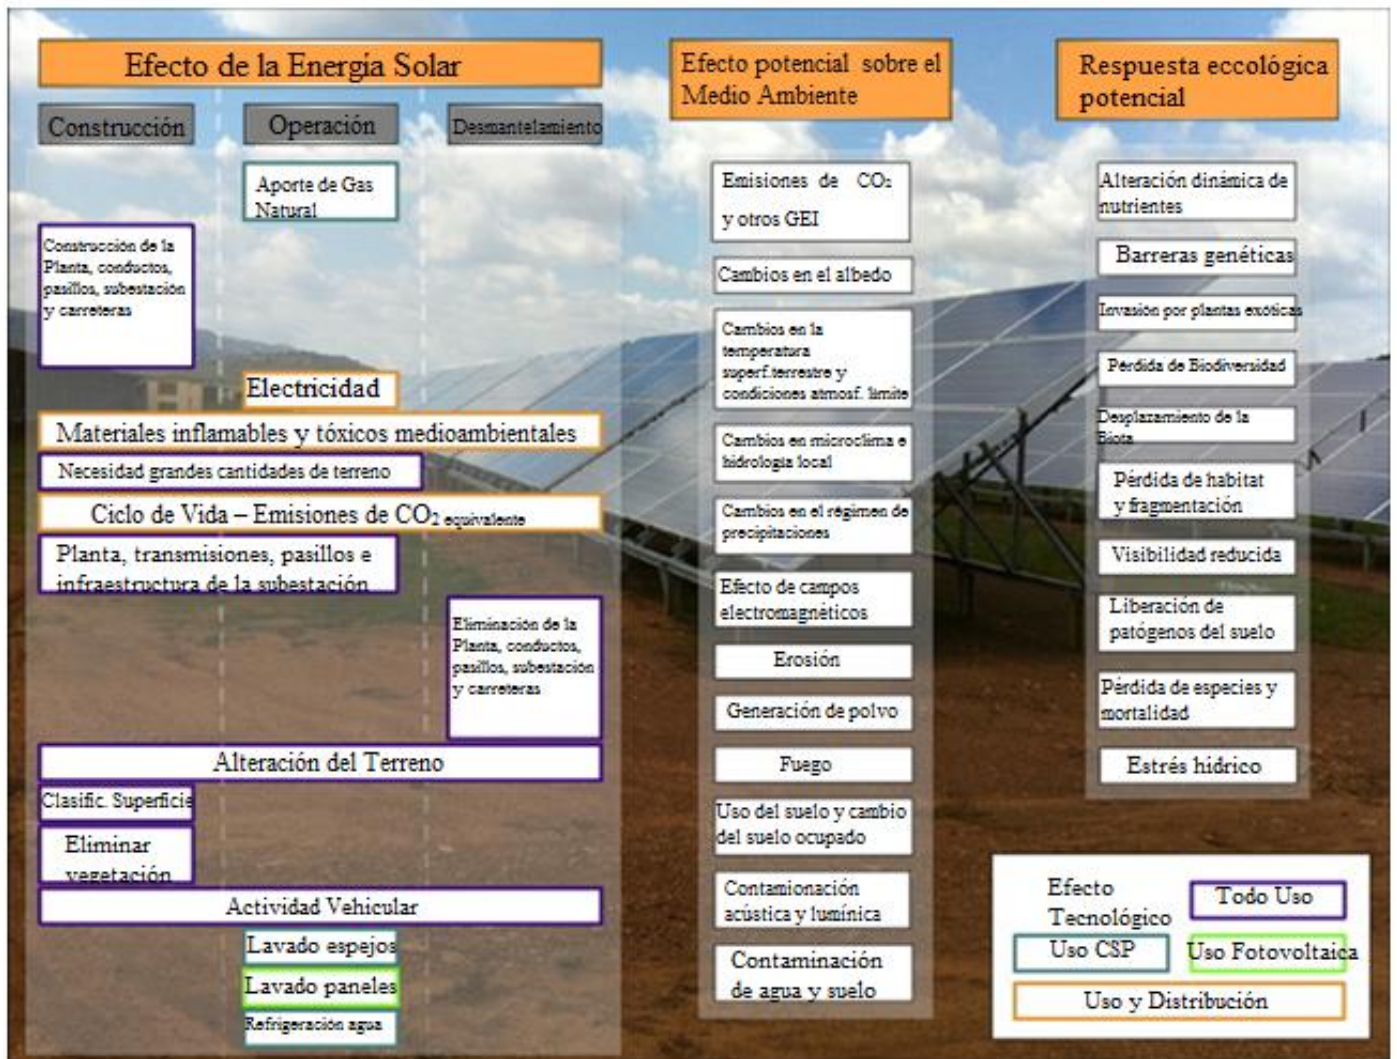 Efecto de la Energía Solar
Construcción
Operación
Desmantelamiento
Aporte de Gas
Natural
Construcción de la
Planta, conductos,
pasillos, subestación
y carreteras
Electricidad
Materiales inflamables y tóxicos medioambientales
Necesidad grandes cantidades de terreno
Ciclo de Vida – Emisiones de CO₂ equivalente
Planta, transmisiones, pasillos e
infraestructura de la subestación
Eliminación de la
Planta, conductos,
pasillos, subestación
y carreteras
Alteración del Terreno
Clasific. Superficie
Eliminar
vegetación
Actividad Vehicular
Lavado espejos
Lavado paneles
Refrigeración agua
Efecto potencial sobre el
Medio Ambiente
Emisiones de CO₂
y otros GEI
Cambios en el albedo
Cambios en la
temperatura
superf.terrestre y
condiciones atmosf. límite
Cambios en microclima e
hidrología local
Cambios en el régimen de
precipitaciones
Efecto de campos
electromagnéticos
Erosión
Generación de polvo
Fuego
Uso del suelo y cambio
del suelo ocupado
Contamionación
acústica y lumínica
Contaminación
de agua y suelo
Respuesta eccológica
potencial
Alteración dinámica de
nutrientes
Barreras genéticas
Invasión por plantas exóticas
Perdida de Biodiversidad
Desplazamiento de la
Biota
Pérdida de habitat
y fragmentación
Visibilidad reducida
Liberación de
patógenos del suelo
Pérdida de especies y
mortalidad
Estrés hídrico
Efecto
Tecnológico
Todo Uso
Uso CSP
Uso Fotovoltaica
Uso y Distribución